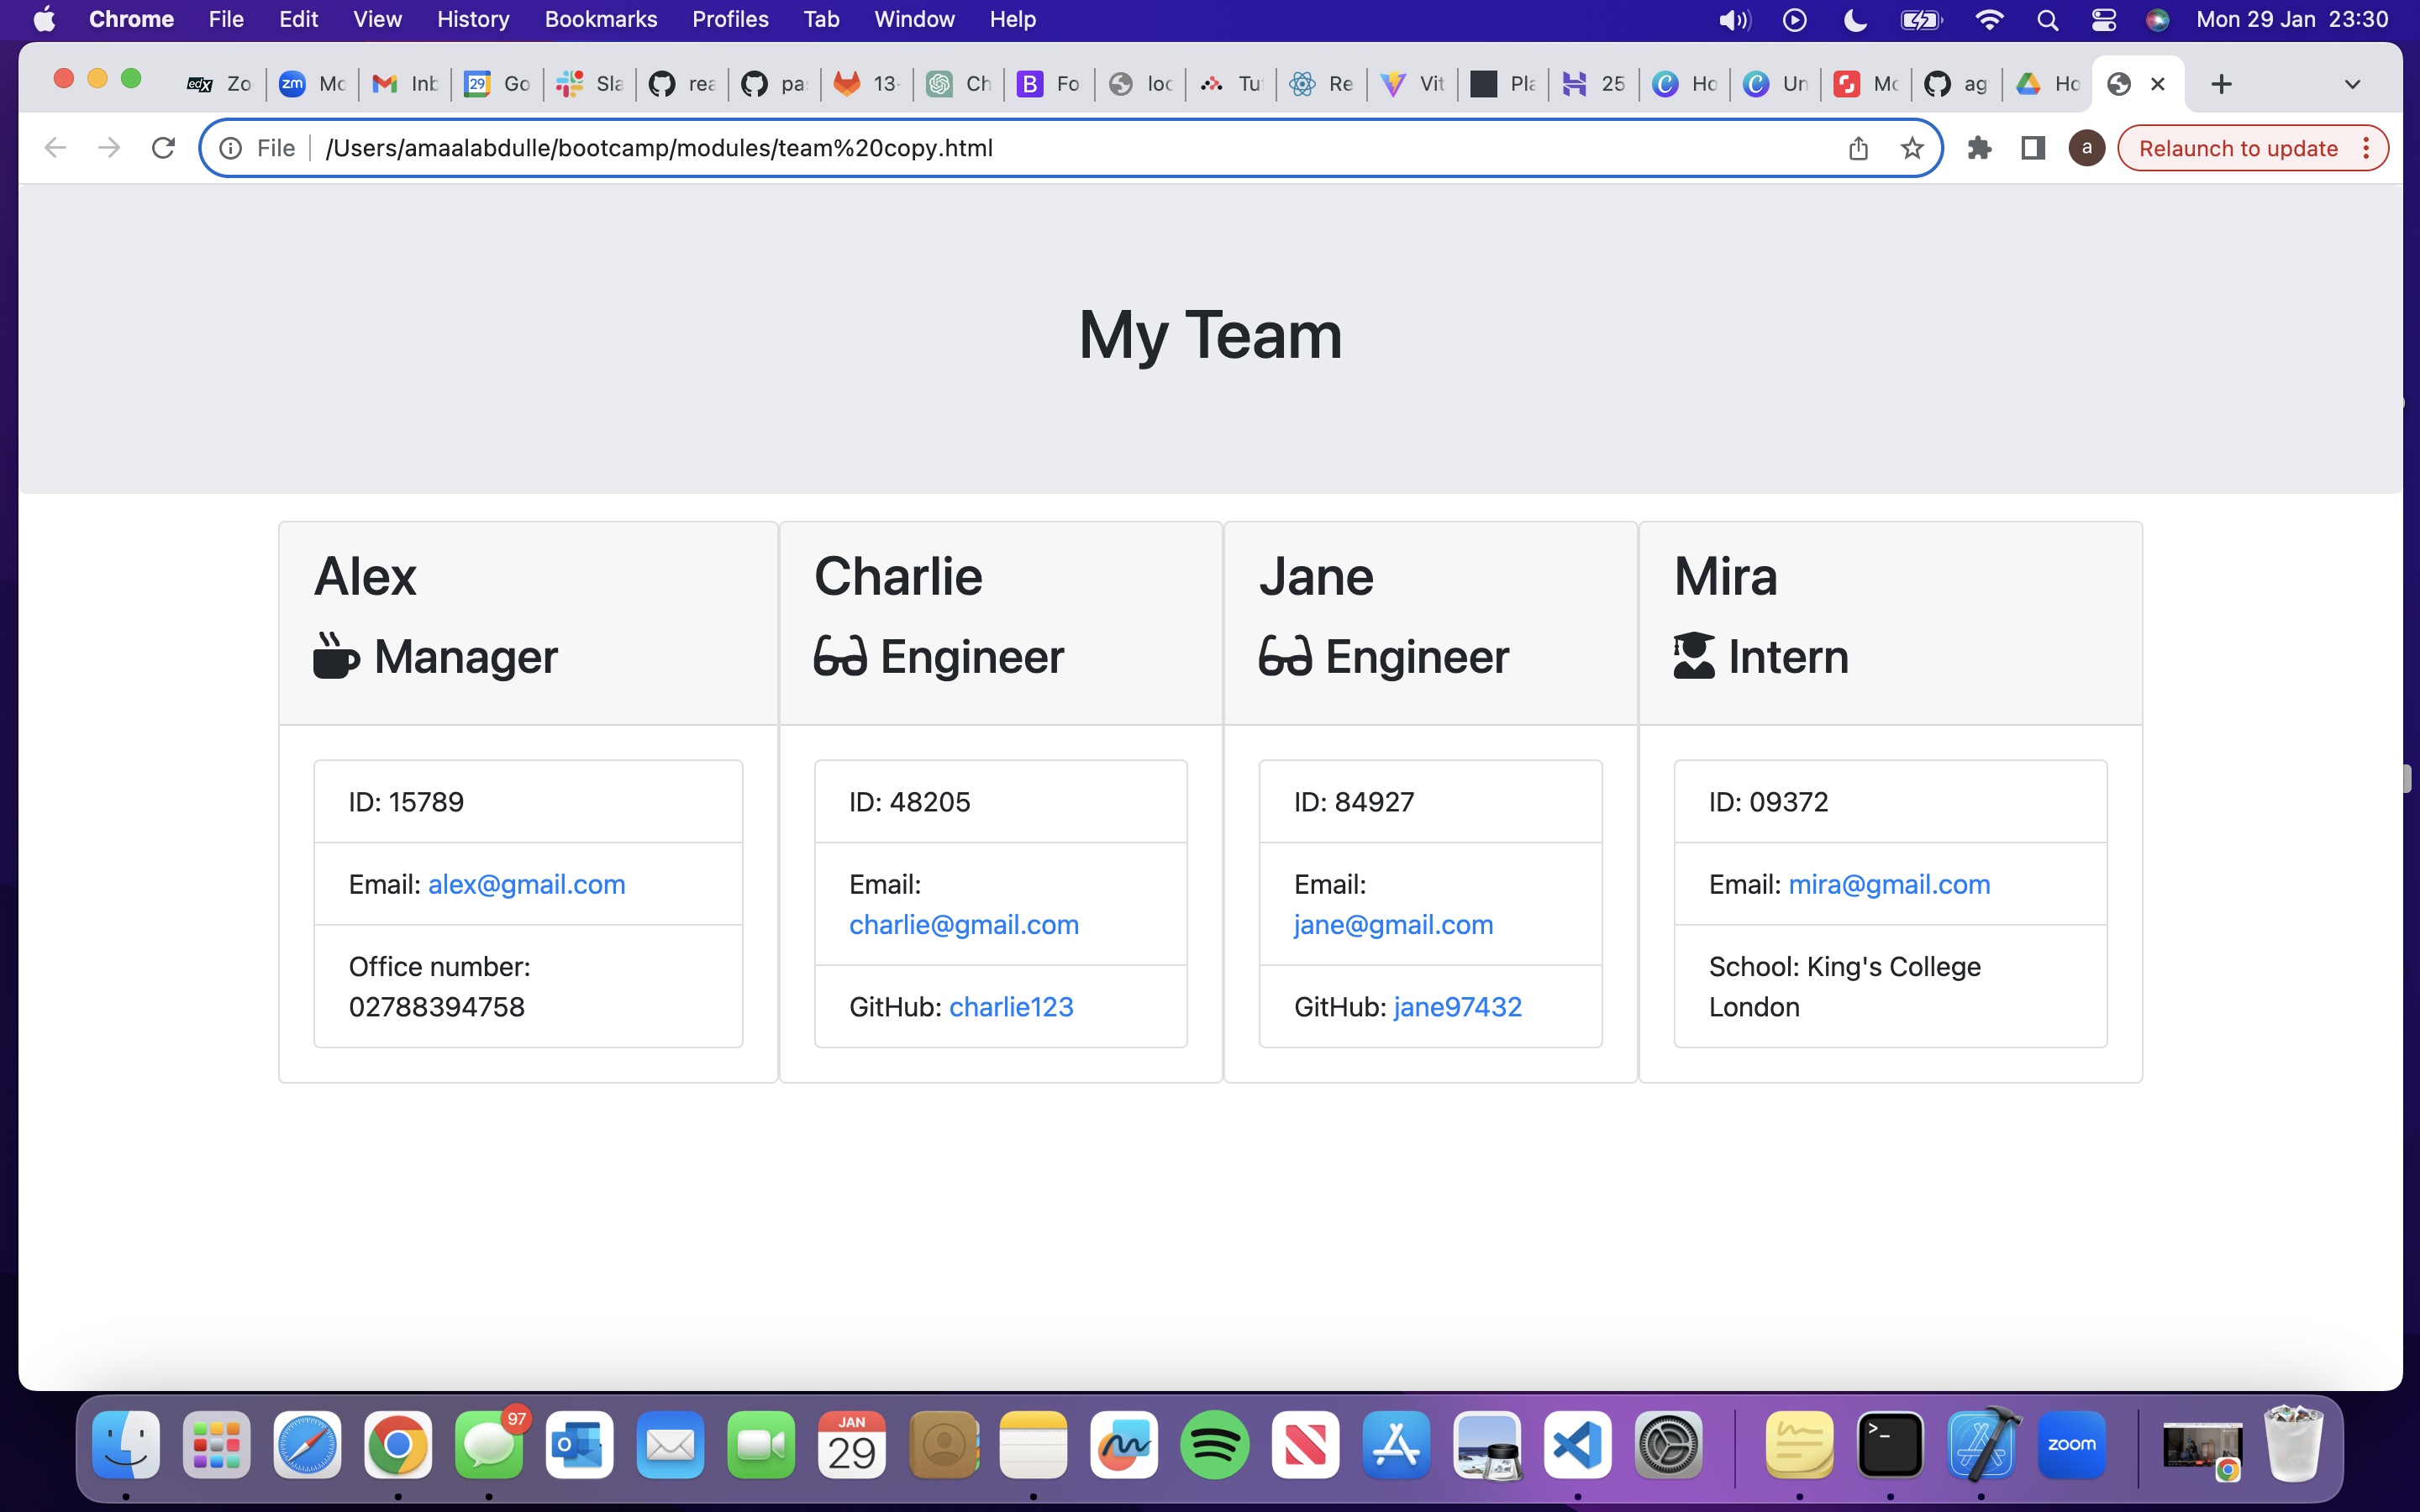 Chrome File Edit View History Bookmarks Profiles Tab Window Help Mon 29 Jan 23:30
edX Zo zm Mc Inb 29 Go Sla rea pa 13- Ch B Fo loc Tu Re Vit Pla 25 C Ho C Un Mc ag Ho
File /Users/amaalabdulle/bootcamp/modules/team%20copy.html a Relaunch to update
My Team
Alex
Manager
ID: 15789
Email: alex@gmail.com
Office number:
02788394758
Charlie
Engineer
ID: 48205
Email:
charlie@gmail.com
GitHub: charlie123
Jane
Engineer
ID: 84927
Email:
jane@gmail.com
GitHub: jane97432
Mira
Intern
ID: 09372
Email: mira@gmail.com
School: King's College
London
97
JAN
29
zoom